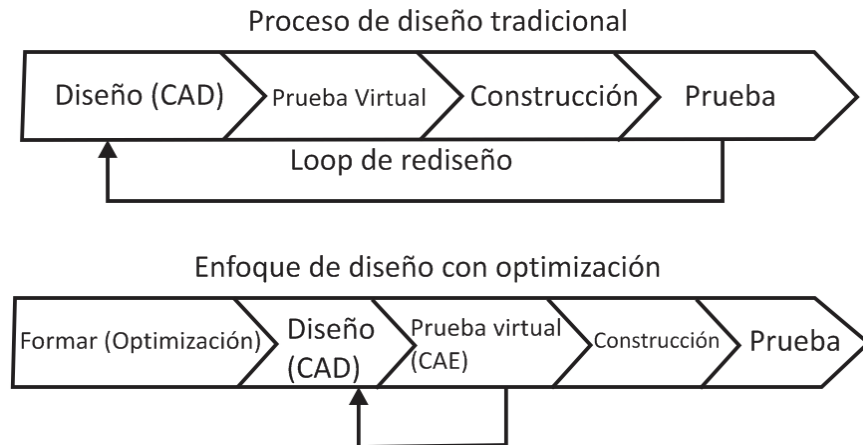 Proceso de diseño tradicional
Diseño (CAD)
Prueba Virtual
Construcción
Prueba
Loop de rediseño
Enfoque de diseño con optimización
Formar (Optimización)
Diseño
(CAD)
Prueba virtual
(CAE)
Construcción
Prueba